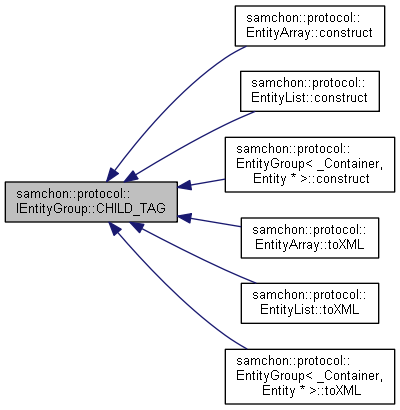 samchon::protocol::
EntityArray::construct
samchon::protocol::
EntityList::construct
samchon::protocol::
EntityGroup< _Container,
Entity * >::construct
samchon::protocol::
IEntityGroup::CHILD_TAG
samchon::protocol::
EntityArray::toXML
samchon::protocol::
EntityList::toXML
samchon::protocol::
EntityGroup< _Container,
Entity * >::toXML